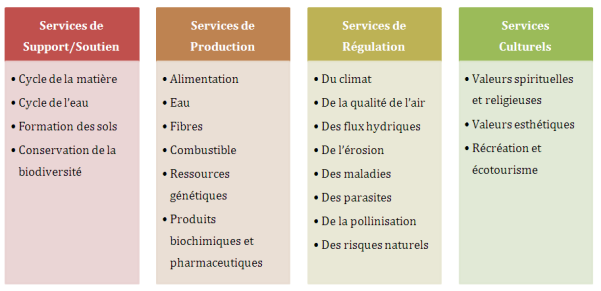 Services de
Support/Soutien
• Cycle de la matière
• Cycle de l'eau
• Formation des sols
• Conservation de la
biodiversité
Services de
Production
• Alimentation
• Eau
• Fibres
• Combustible
• Ressources
génétiques
• Produits
biochimiques et
pharmaceutiques
Services de
Régulation
• Du climat
• De la qualité de l'air
• Des flux hydriques
• De l'érosion
• Des maladies
• Des parasites
• De la pollinisation
• Des risques naturels
Services
Culturels
• Valeurs spirituelles
et religieuses
• Valeurs esthétiques
• Récréation et
écotourisme